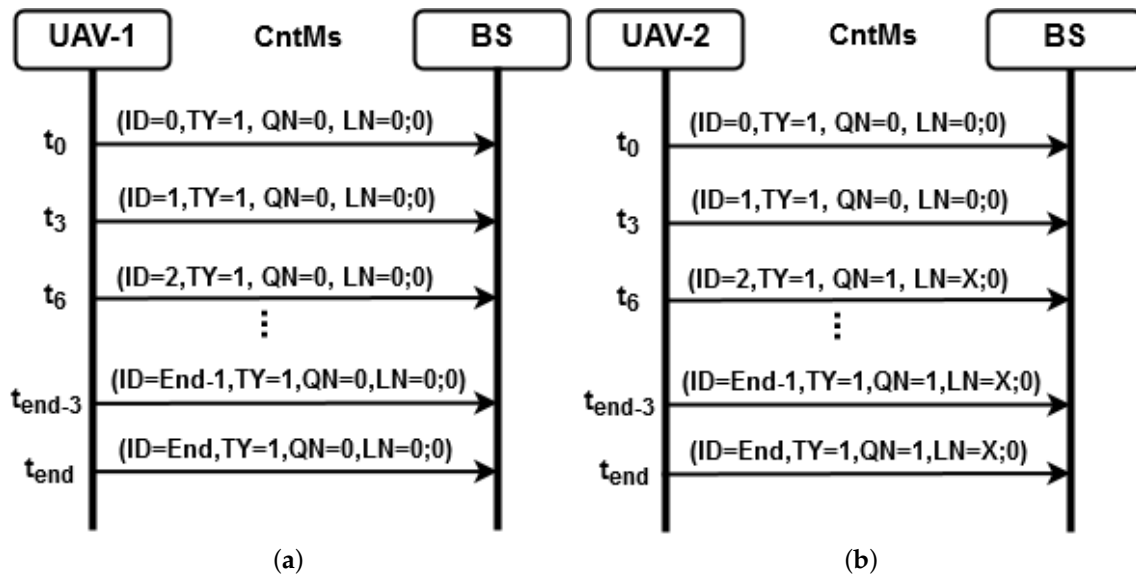 UAV-1 CntMs BS
(ID=0,TY=1, QN=0, LN=0;0)
t0
(ID=1,TY=1, QN=0, LN=0;0)
t3
(ID=2,TY=1, QN=0, LN=0;0)
t6
(ID=End-1,TY=1,QN=0,LN=0;0)
tend-3
(ID=End,TY=1,QN=0,LN=0;0)
tend
(a)
UAV-2 CntMs BS
(ID=0,TY=1, QN=0, LN=0;0)
t0
(ID=1,TY=1, QN=0, LN=0;0)
t3
(ID=2,TY=1, QN=1, LN=X;0)
t6
(ID=End-1,TY=1,QN=1,LN=X;0)
tend-3
(ID=End,TY=1,QN=1,LN=X;0)
tend
(b)